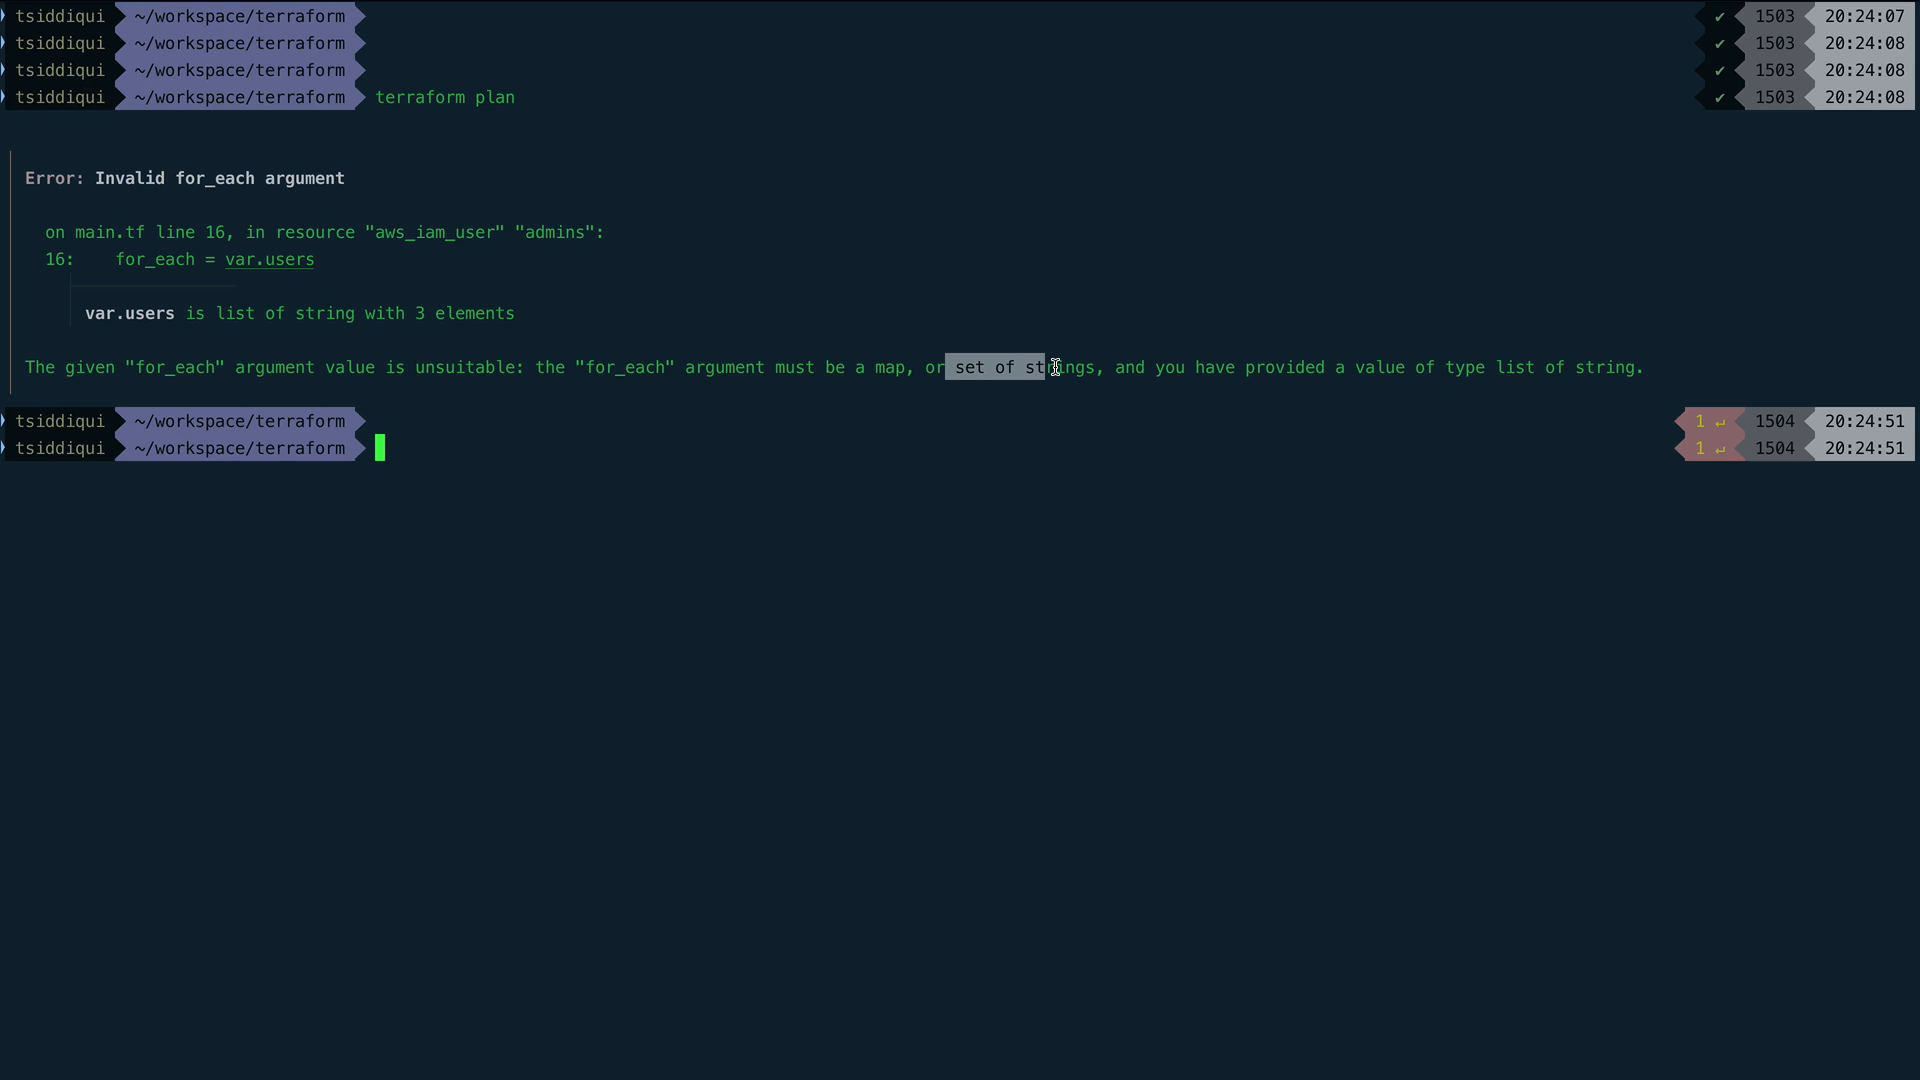 tsiddiqui ~/workspace/terraform ✔ 1503 20:24:07
tsiddiqui ~/workspace/terraform ✔ 1503 20:24:08
tsiddiqui ~/workspace/terraform ✔ 1503 20:24:08
tsiddiqui ~/workspace/terraform terraform plan ✔ 1503 20:24:08
Error: Invalid for_each argument
on main.tf line 16, in resource "aws_iam_user" "admins":
16: for_each = var.users
var.users is list of string with 3 elements
The given "for_each" argument value is unsuitable: the "for_each" argument must be a map, or set of strings, and you have provided a value of type list of string.
tsiddiqui ~/workspace/terraform 1 ↵ 1504 20:24:51
tsiddiqui ~/workspace/terraform 1 ↵ 1504 20:24:51